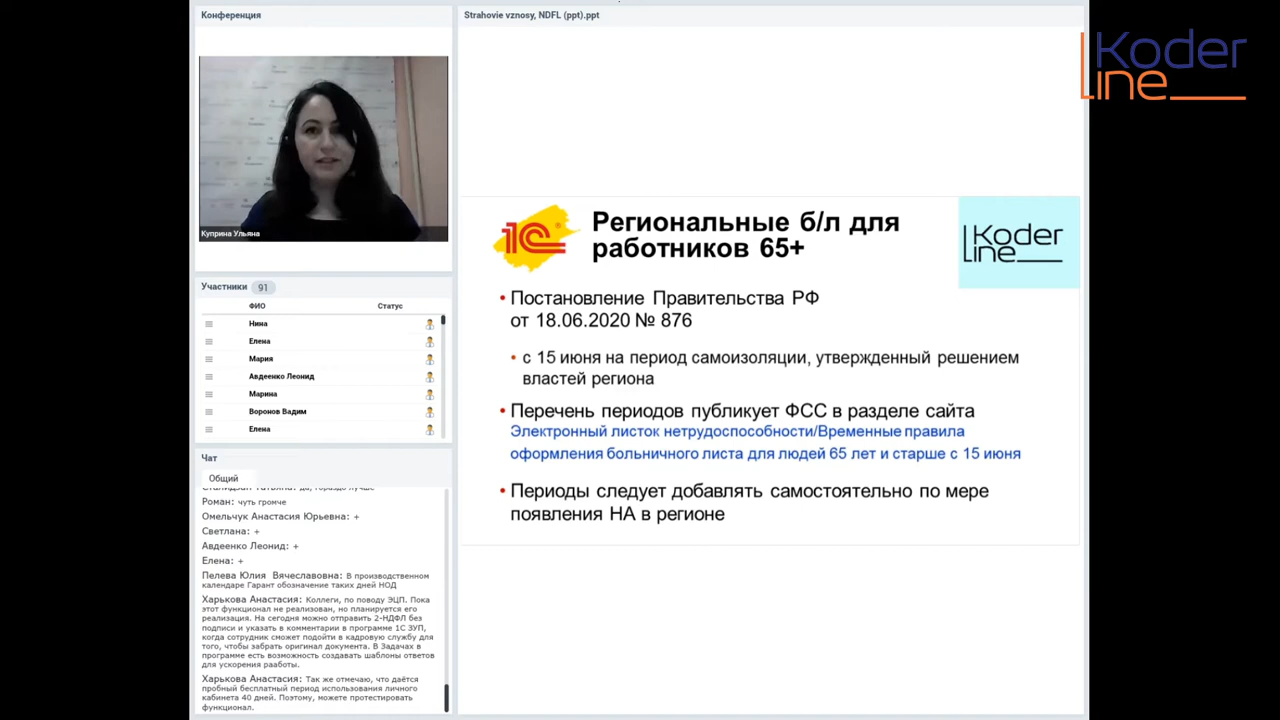 Конференция
Куприна Ульяна
Участники 91
ФИО Статус
Нина
Елена
Мария
Авдеенко Леонид
Марина
Воронов Вадим
Елена
Чат
Общий
Роман: чуть громче
Омельчук Анастасия Юрьевна: +
Светлана: +
Авдеенко Леонид: +
Елена: +
Пелева Юлия Вячеславовна: В производственном
календаре Гарант обозначение таких дней НОД
Харькова Анастасия: Коллеги, по поводу ЭЦП. Пока
этот функционал не реализован, но планируется его
реализация. На сегодня можно отправить 2-НДФЛ без
подписи и указать в комментарии в программе 1С ЗУП,
когда сотрудник сможет подойти в кадровую службу для
того, чтобы забрать оригинал документа. В Задачах в
программе есть возможность создавать шаблоны ответов
для ускорения рааботы.
Харькова Анастасия: Так же отмечаю, что даётся
пробный бесплатный период использования личного
кабинета 40 дней. Поэтому, можете протестировать
функционал.
Strahovie vznosy, NDFL (ppt).ppt
1С
Региональные б/л для
работников 65+
Koder
Line
Постановление Правительства РФ
от 18.06.2020 № 876
с 15 июня на период самоизоляции, утвержденный решением
властей региона
Перечень периодов публикует ФСС в разделе сайта
Электронный листок нетрудоспособности/Временные правила
оформления больничного листа для людей 65 лет и старше с 15 июня
Периоды следует добавлять самостоятельно по мере
появления НА в регионе
Koder
Line